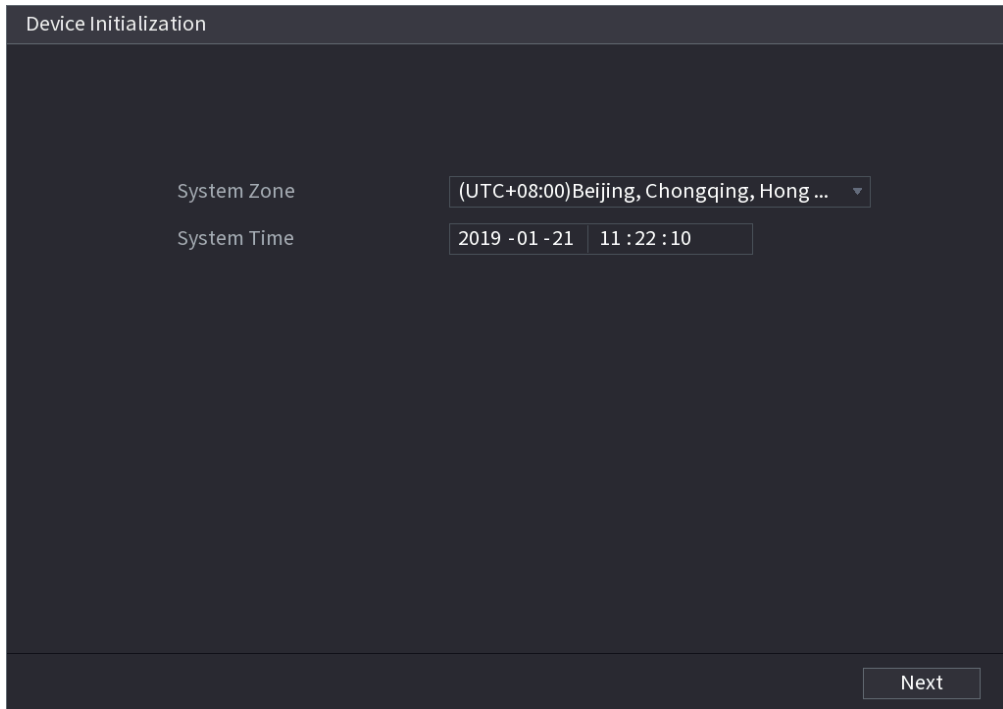 Device Initialization
System Zone (UTC+08:00)Beijing, Chongqing, Hong ...
System Time 2019 -01 -21 11 :22 :10
Next